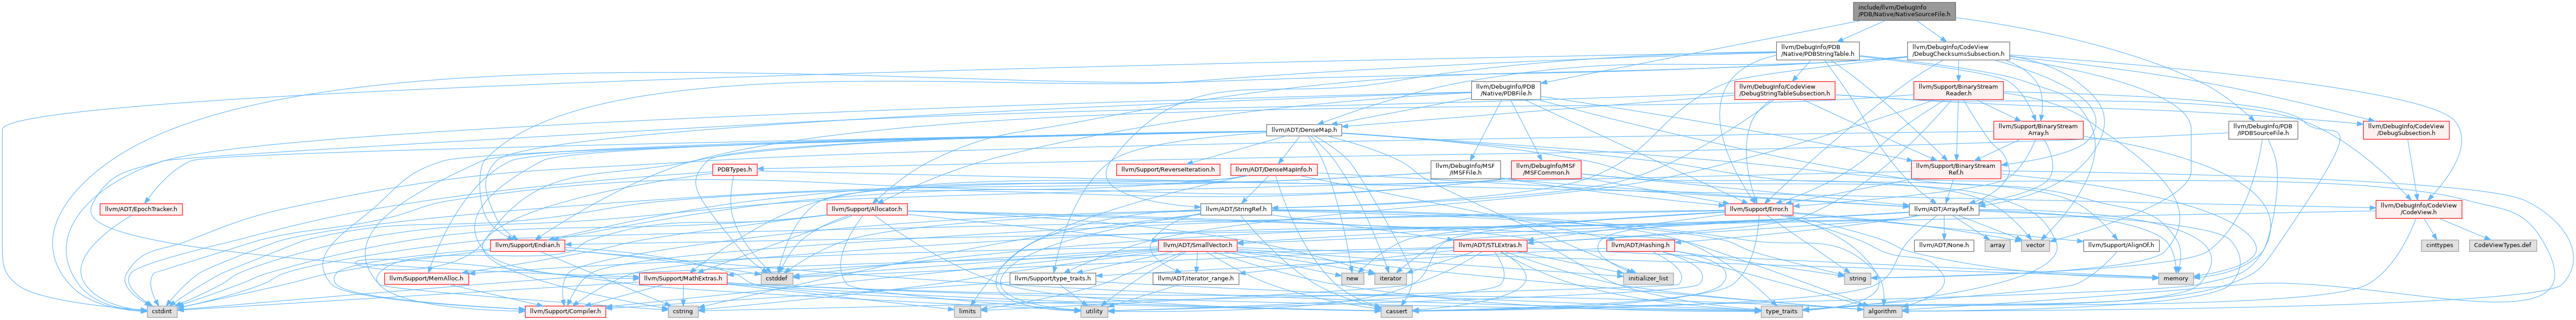 include/llvm/DebugInfo
/PDB/Native/NativeSourceFile.h
llvm/DebugInfo/PDB
/Native/PDBStringTable.h
llvm/DebugInfo/CodeView
/DebugChecksumsSubsection.h
llvm/DebugInfo/PDB
/Native/PDBFile.h
llvm/DebugInfo/CodeView
/DebugStringTableSubsection.h
llvm/Support/BinaryStream
Reader.h
llvm/ADT/DenseMap.h
llvm/Support/BinaryStream
Array.h
llvm/DebugInfo/PDB
/IPDBSourceFile.h
llvm/DebugInfo/CodeView
/DebugSubsection.h
PDBTypes.h
llvm/Support/ReverseIteration.h
llvm/ADT/DenseMapInfo.h
llvm/DebugInfo/MSF
/IMSFFile.h
llvm/DebugInfo/MSF
/MSFCommon.h
llvm/Support/BinaryStream
Ref.h
llvm/ADT/EpochTracker.h
llvm/Support/Allocator.h
llvm/ADT/StringRef.h
llvm/Support/Error.h
llvm/ADT/ArrayRef.h
llvm/DebugInfo/CodeView
/CodeView.h
llvm/Support/Endian.h
llvm/ADT/SmallVector.h
llvm/ADT/STLExtras.h
llvm/ADT/Hashing.h
llvm/ADT/None.h
array
vector
llvm/Support/AlignOf.h
cinttypes
CodeViewTypes.def
llvm/Support/MemAlloc.h
llvm/Support/MathExtras.h
cstddef
llvm/Support/type_traits.h
llvm/ADT/iterator_range.h
new
iterator
initializer_list
string
memory
cstdint
llvm/Support/Compiler.h
cstring
limits
utility
cassert
type_traits
algorithm